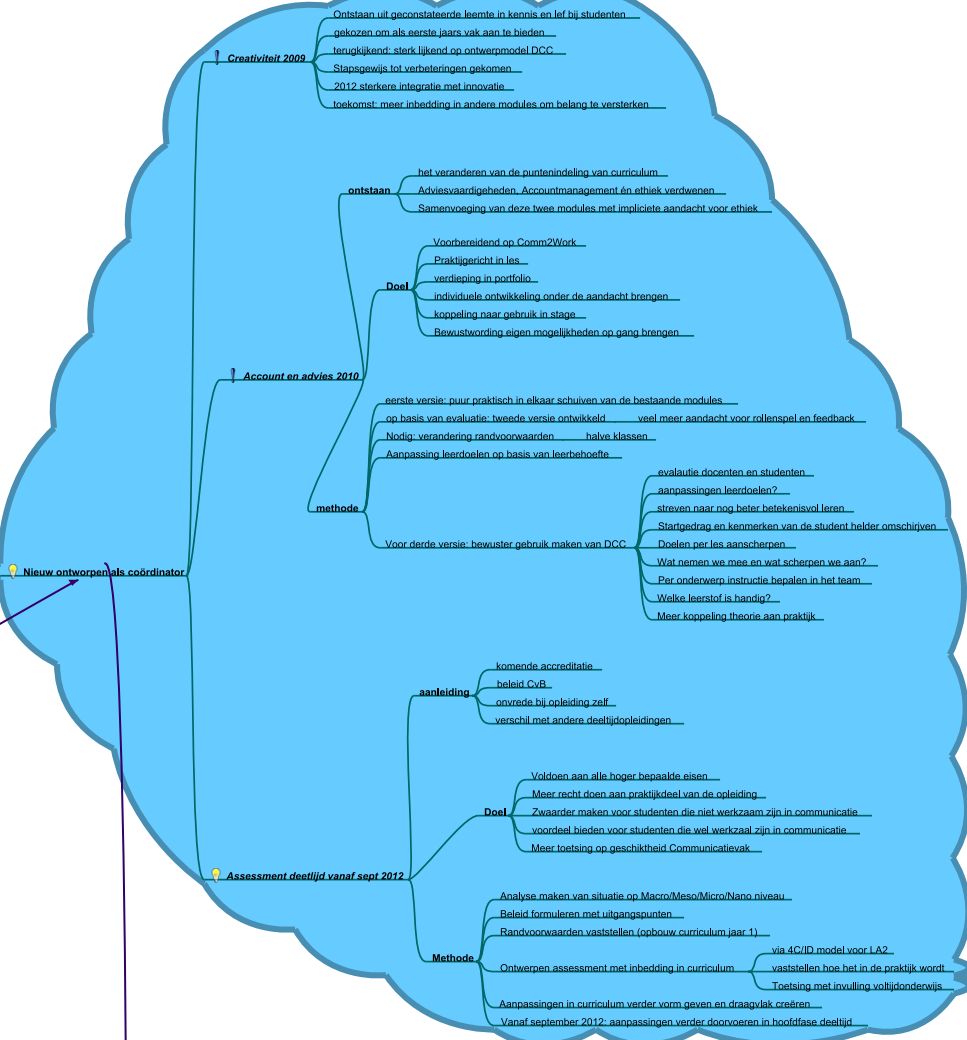 Nieuw ontworpen als coördinator
Creativiteit 2009
Ontstaan uit geconstateerde leemte in kennis en lef bij studenten
gekozen om als eerste jaars vak aan te bieden
terugkijkend: sterk lijkend op ontwerpmodel DCC
Stapsgewijs tot verbeteringen gekomen
2012 sterkere integratie met innovatie
toekomst: meer inbedding in andere modules om belang te versterken
Account en advies 2010
ontstaan
het veranderen van de puntenindeling van curriculum
Adviesvaardigeheden, Accountmanagement én ethiek verdwenen
Samenvoeging van deze twee modules met impliciete aandacht voor ethiek
Doel
Voorbereidend op Comm2Work
Praktijgericht in les
verdieping in portfolio
individuele ontwikkeling onder de aandacht brengen
koppeling naar gebruik in stage
Bewustwording eigen mogelijkheden op gang brengen
methode
eerste versie: puur praktisch in elkaar schuiven van de bestaande modules
op basis van evaluatie: tweede versie ontwikkeld
veel meer aandacht voor rollenspel en feedback
Nodig: verandering randvoorwaarden
halve klassen
Aanpassing leerdoelen op basis van leerbehoefte
Voor derde versie: bewuster gebruik maken van DCC
evalautie docenten en studenten
aanpassingen leerdoelen?
streven naar nog beter betekenisvol leren
Startgedrag en kenmerken van de student helder omschijven
Doelen per les aanscherpen
Wat nemen we mee en wat scherpen we aan?
Per onderwerp instructie bepalen in het team
Welke leerstof is handig?
Meer koppeling theorie aan praktijk
Assessment deetlijd vanaf sept 2012
aanleiding
komende accreditatie
beleid CvB
onvrede bij opleiding zelf
verschil met andere deeltijdopleidingen
Doel
Voldoen aan alle hoger bepaalde eisen
Meer recht doen aan praktijkdeel van de opleiding
Zwaarder maken voor studenten die niet werkzaam zijn in communicatie
voordeel bieden voor studenten die wel werkzaal zijn in communicatie
Meer toetsing op geschiktheid Communicatievak
Methode
Analyse maken van situatie op Macro/Meso/Micro/Nano niveau
Beleid formuleren met uitgangspunten
Randvoorwaarden vaststellen (opbouw curriculum jaar 1)
Ontwerpen assessment met inbedding in curriculum
via 4C/ID model voor LA2
vaststellen hoe het in de praktijk wordt
Toetsing met invulling voltijdonderwijs
Aanpassingen in curriculum verder vorm geven en draagvlak creëren
Vanaf september 2012: aanpassingen verder doorvoeren in hoofdfase deeltijd